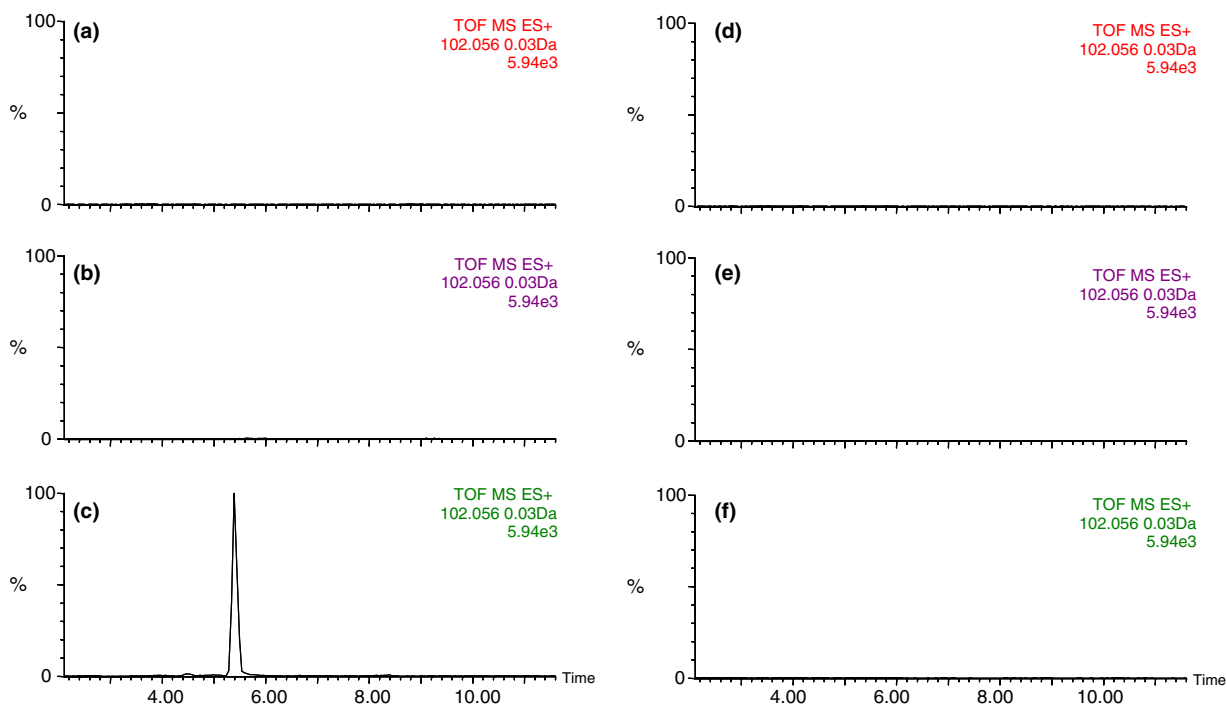 100
(a)
TOF MS ES+
102.056 0.03Da
5.94e3
%
0
100
(b)
TOF MS ES+
102.056 0.03Da
5.94e3
%
0
100
(c)
TOF MS ES+
102.056 0.03Da
5.94e3
%
0
4.00 6.00 8.00 10.00
Time
100
(d)
TOF MS ES+
102.056 0.03Da
5.94e3
%
0
100
(e)
TOF MS ES+
102.056 0.03Da
5.94e3
%
0
100
(f)
TOF MS ES+
102.056 0.03Da
5.94e3
%
0
4.00 6.00 8.00 10.00
Time